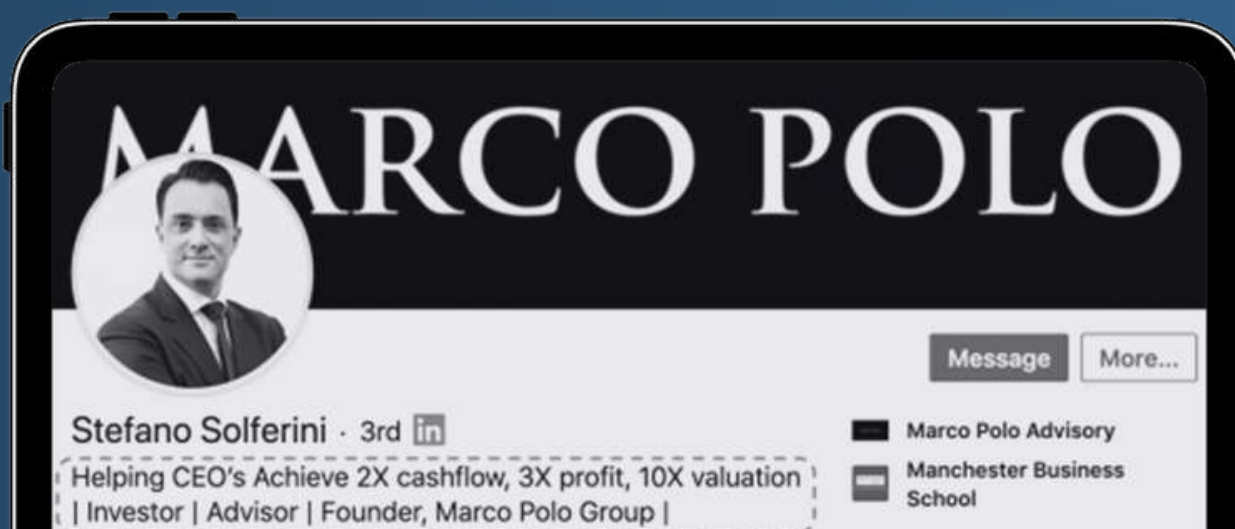 MARCO POLO
Message
More...
Stefano Solferini · 3rd in
Helping CEO's Achieve 2X cashflow, 3X profit, 10X valuation
| Investor | Advisor | Founder, Marco Polo Group |
Marco Polo Advisory
Manchester Business
School